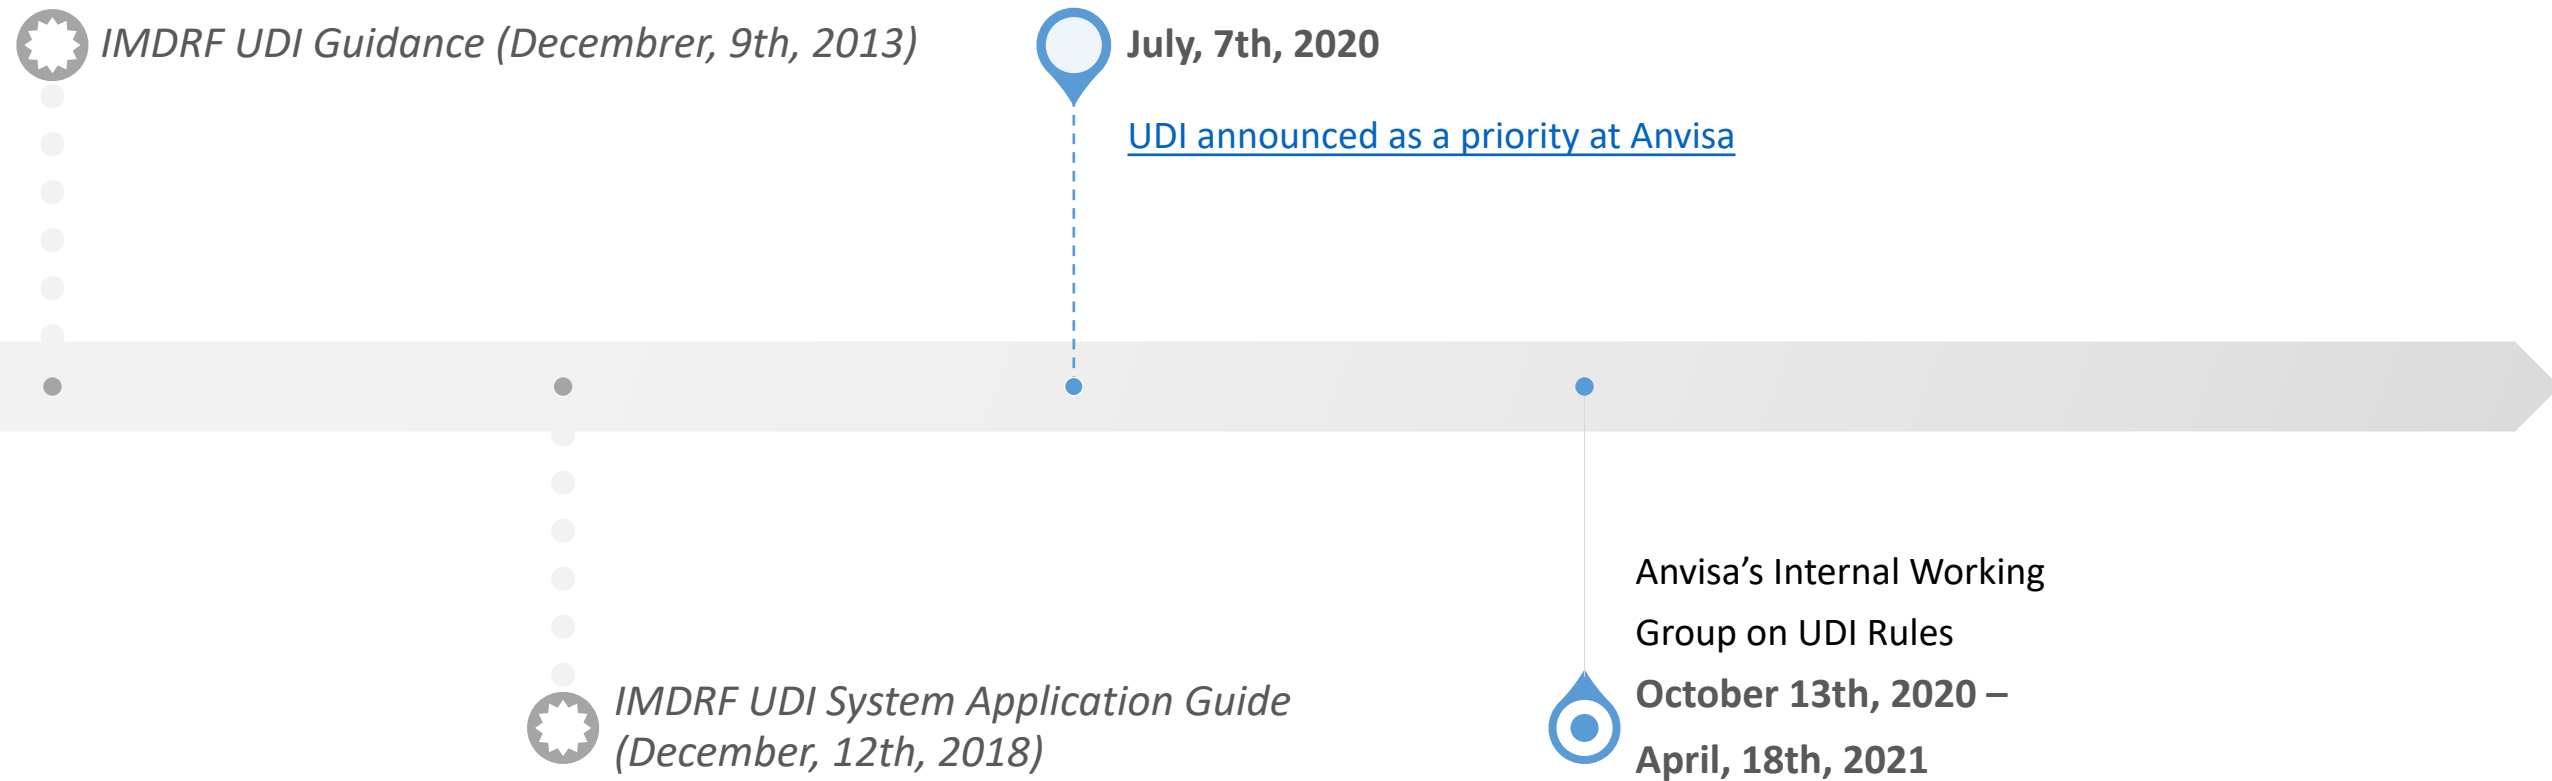 IMDRF UDI Guidance (Decembrer, 9th, 2013)
July, 7th, 2020
UDI announced as a priority at Anvisa
IMDRF UDI System Application Guide
(December, 12th, 2018)
Anvisa’s Internal Working
Group on UDI Rules
October 13th, 2020 –
April, 18th, 2021